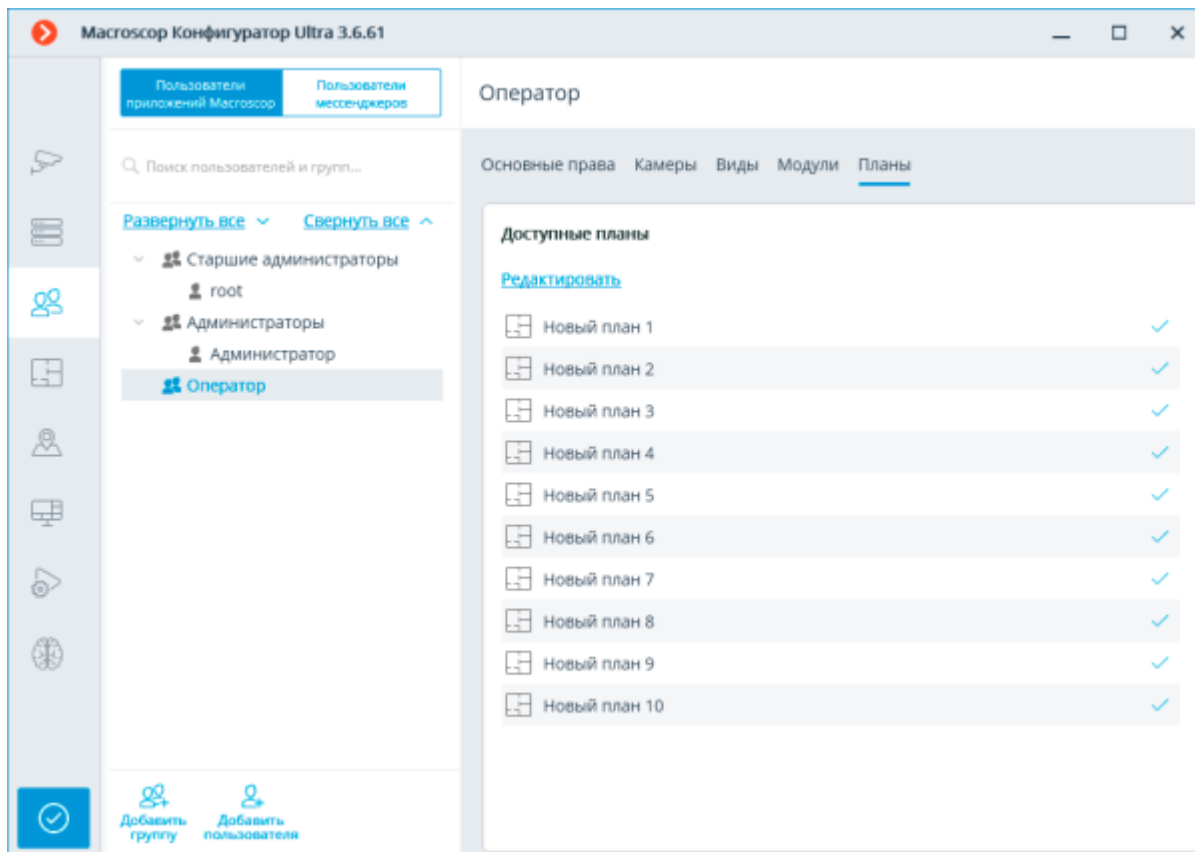 Macroscop Конфигуратор Ultra 3.6.61
Пользователи
приложений Macroscop
Пользователи
мессенджеров
Поиск пользователей и групп...
Развернуть все
Свернуть все
Старшие администраторы
root
Администраторы
Администратор
Оператор
Добавить
группу
Добавить
пользователя
Оператор
Основные права Камеры Виды Модули Планы
Доступные планы
Редактировать
Новый план 1
Новый план 2
Новый план 3
Новый план 4
Новый план 5
Новый план 6
Новый план 7
Новый план 8
Новый план 9
Новый план 10